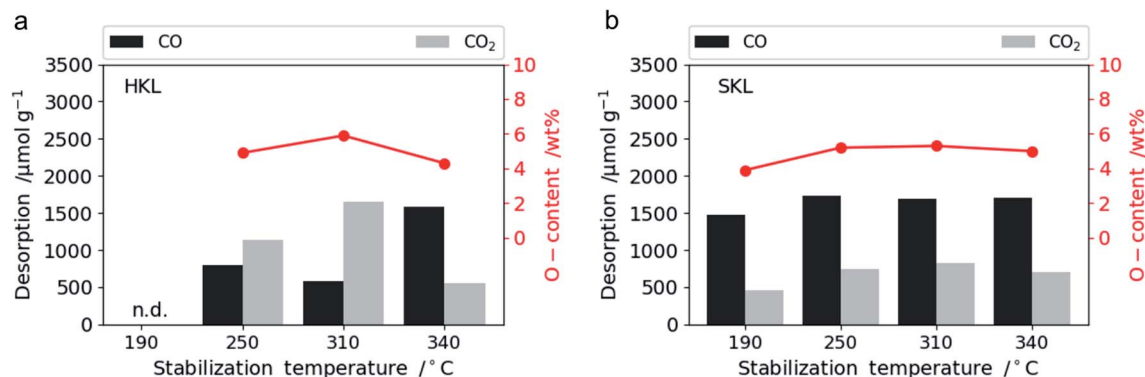 a
CO CO₂
3500
3000
2500
2000
1500
1000
500
0
Desorption /μmol g⁻¹
HKL
n.d.
10
8
6
4
2
0
O−content /wt%
190 250 310 340
Stabilization temperature /°C
b
CO CO₂
3500
3000
2500
2000
1500
1000
500
0
Desorption /μmol g⁻¹
SKL
10
8
6
4
2
0
O−content /wt%
190 250 310 340
Stabilization temperature /°C